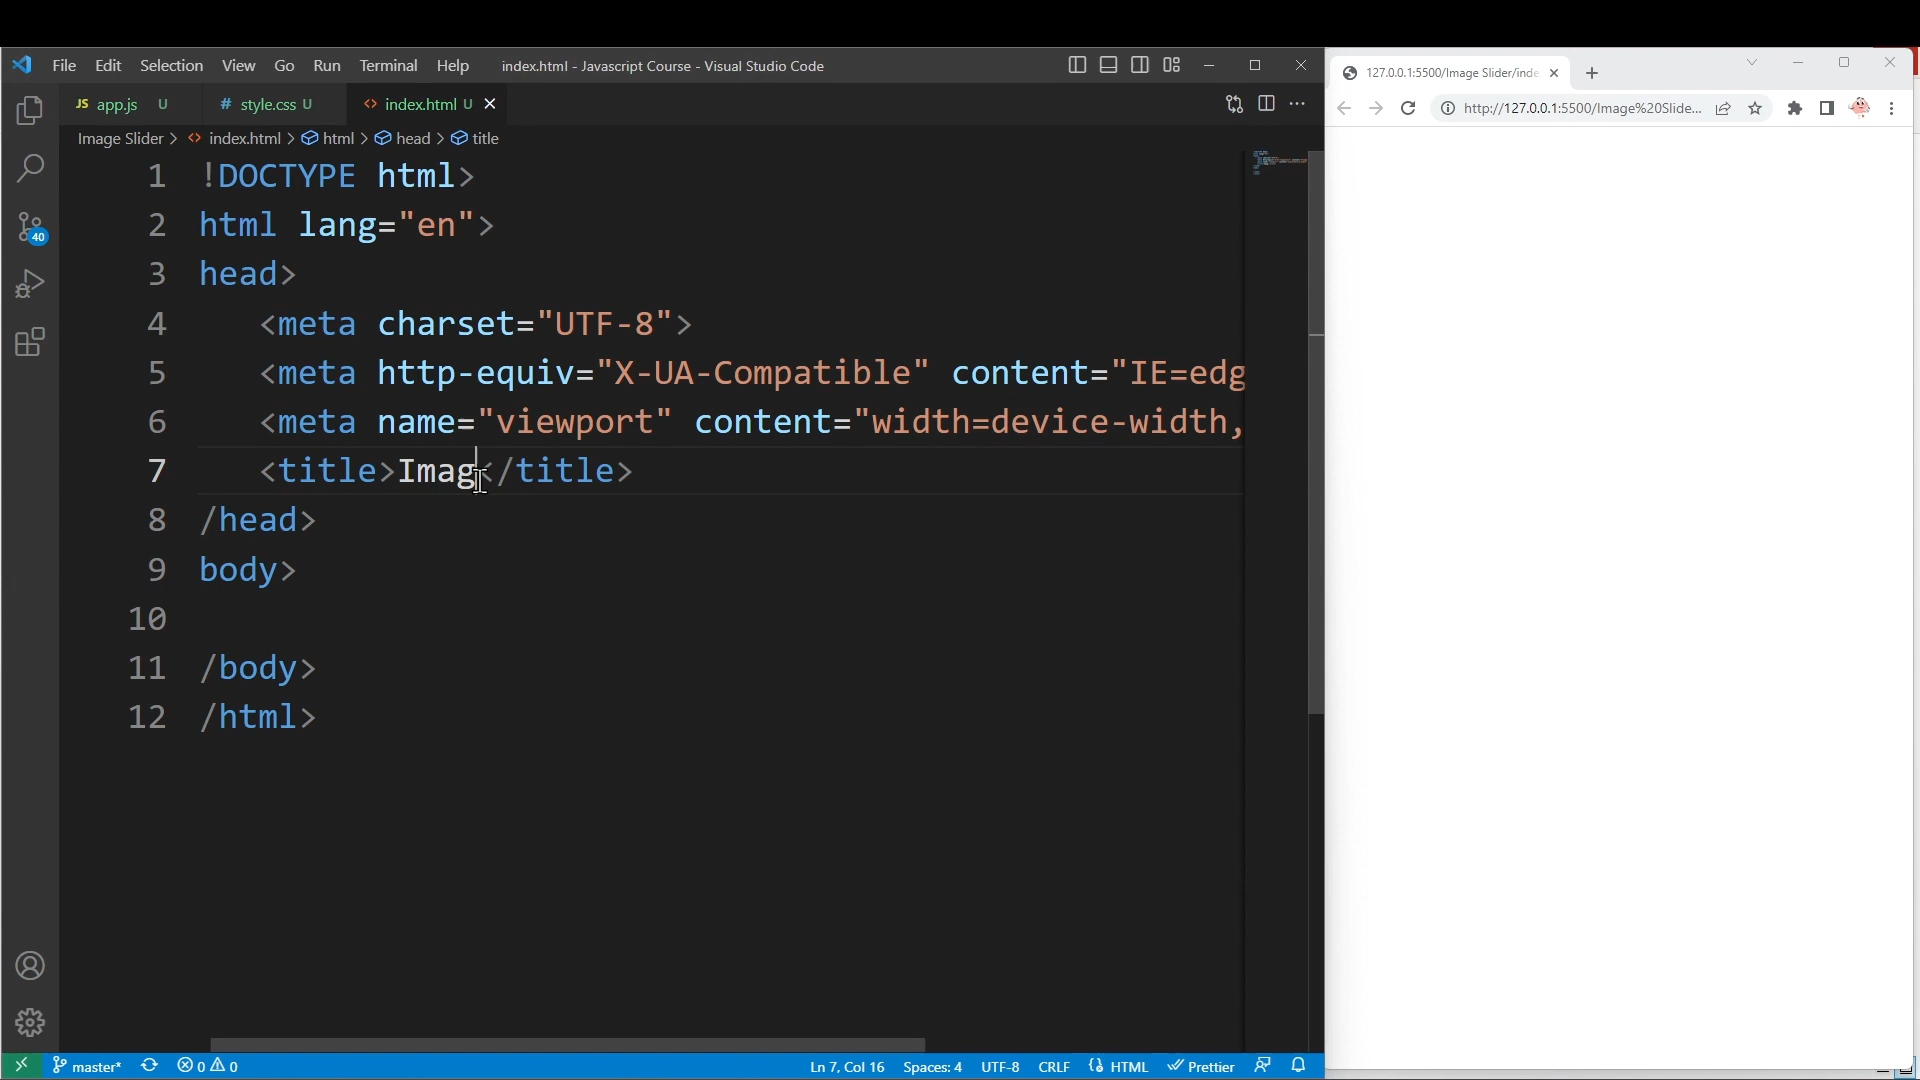 File Edit Selection View Go Run Terminal Help index.html - Javascript Course - Visual Studio Code
127.0.0.1:5500/Image Slider/inde
JS app.js U # style.css U <> index.html U
http://127.0.0.1:5500/Image%20Slide...
Image Slider > <> index.html > html > head > title
1 !DOCTYPE html>
2 html lang="en">
3 head>
4 <meta charset="UTF-8">
5 <meta http-equiv="X-UA-Compatible" content="IE=edg
6 <meta name="viewport" content="width=device-width,
7 <title>Imag</title>
8 /head>
9 body>
10
11 /body>
12 /html>
40
master* 0 0 Ln 7, Col 16 Spaces: 4 UTF-8 CRLF HTML Prettier